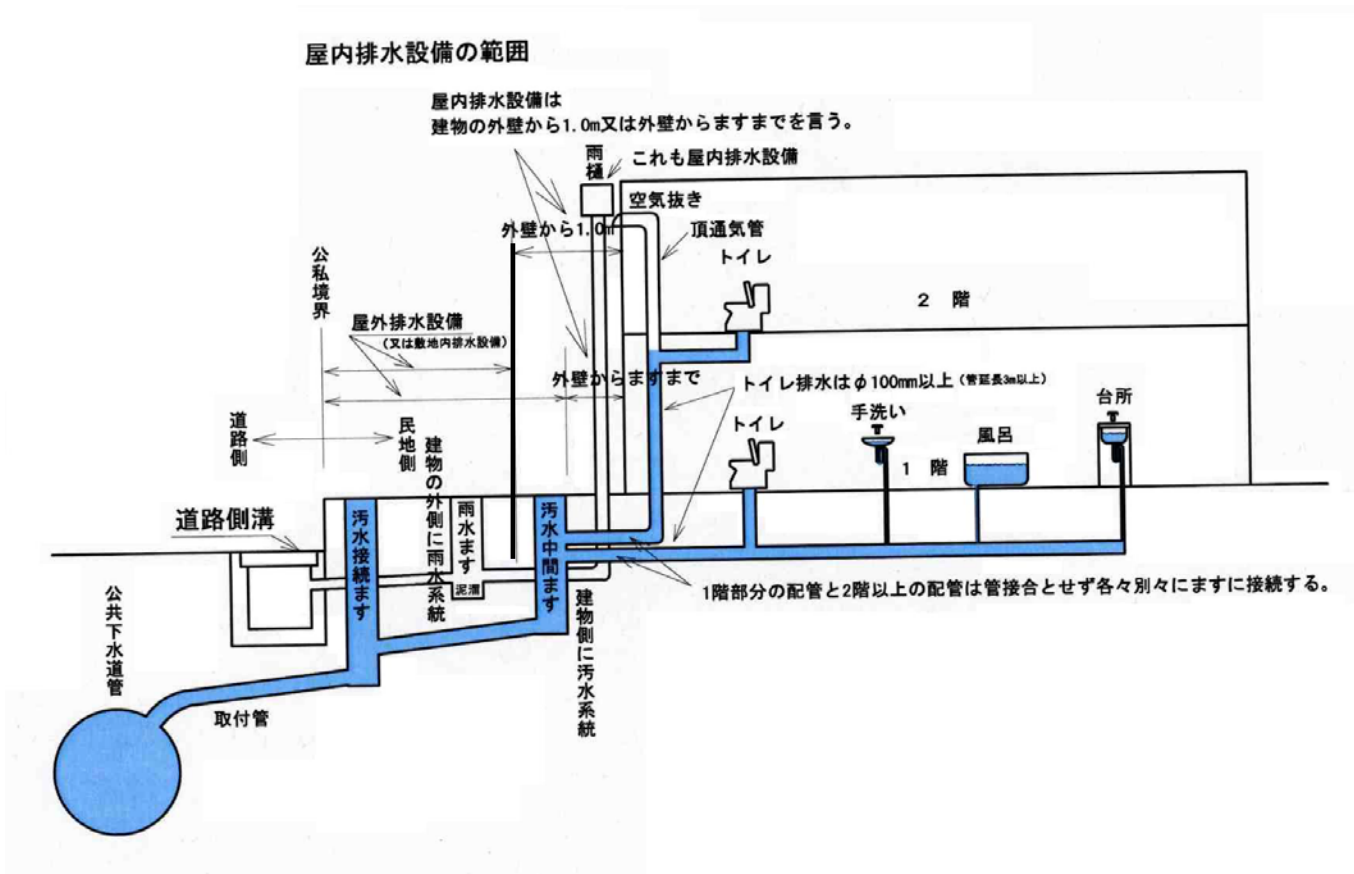 屋内排水設備の範囲
屋内排水設備は
建物の外壁から1.0m又は外壁からますまでを言う。
雨樋
これも屋内排水設備
空気抜き
外壁から1.0m
頂通気管
トイレ
2 階
公私境界
屋外排水設備
(又は敷地内排水設備)
外壁からますまで
トイレ排水はφ100mm以上(管延長3m以上)
道路側
民地側
トイレ
手洗い
1 階
風呂
台所
建物の外側に雨水系統
道路側溝
汚水接続ます
雨水ます
泥溜
汚水中間ます
建物側に汚水系統
1階部分の配管と2階以上の配管は管接合とせず各々別々にますに接続する。
公共下水道管
取付管